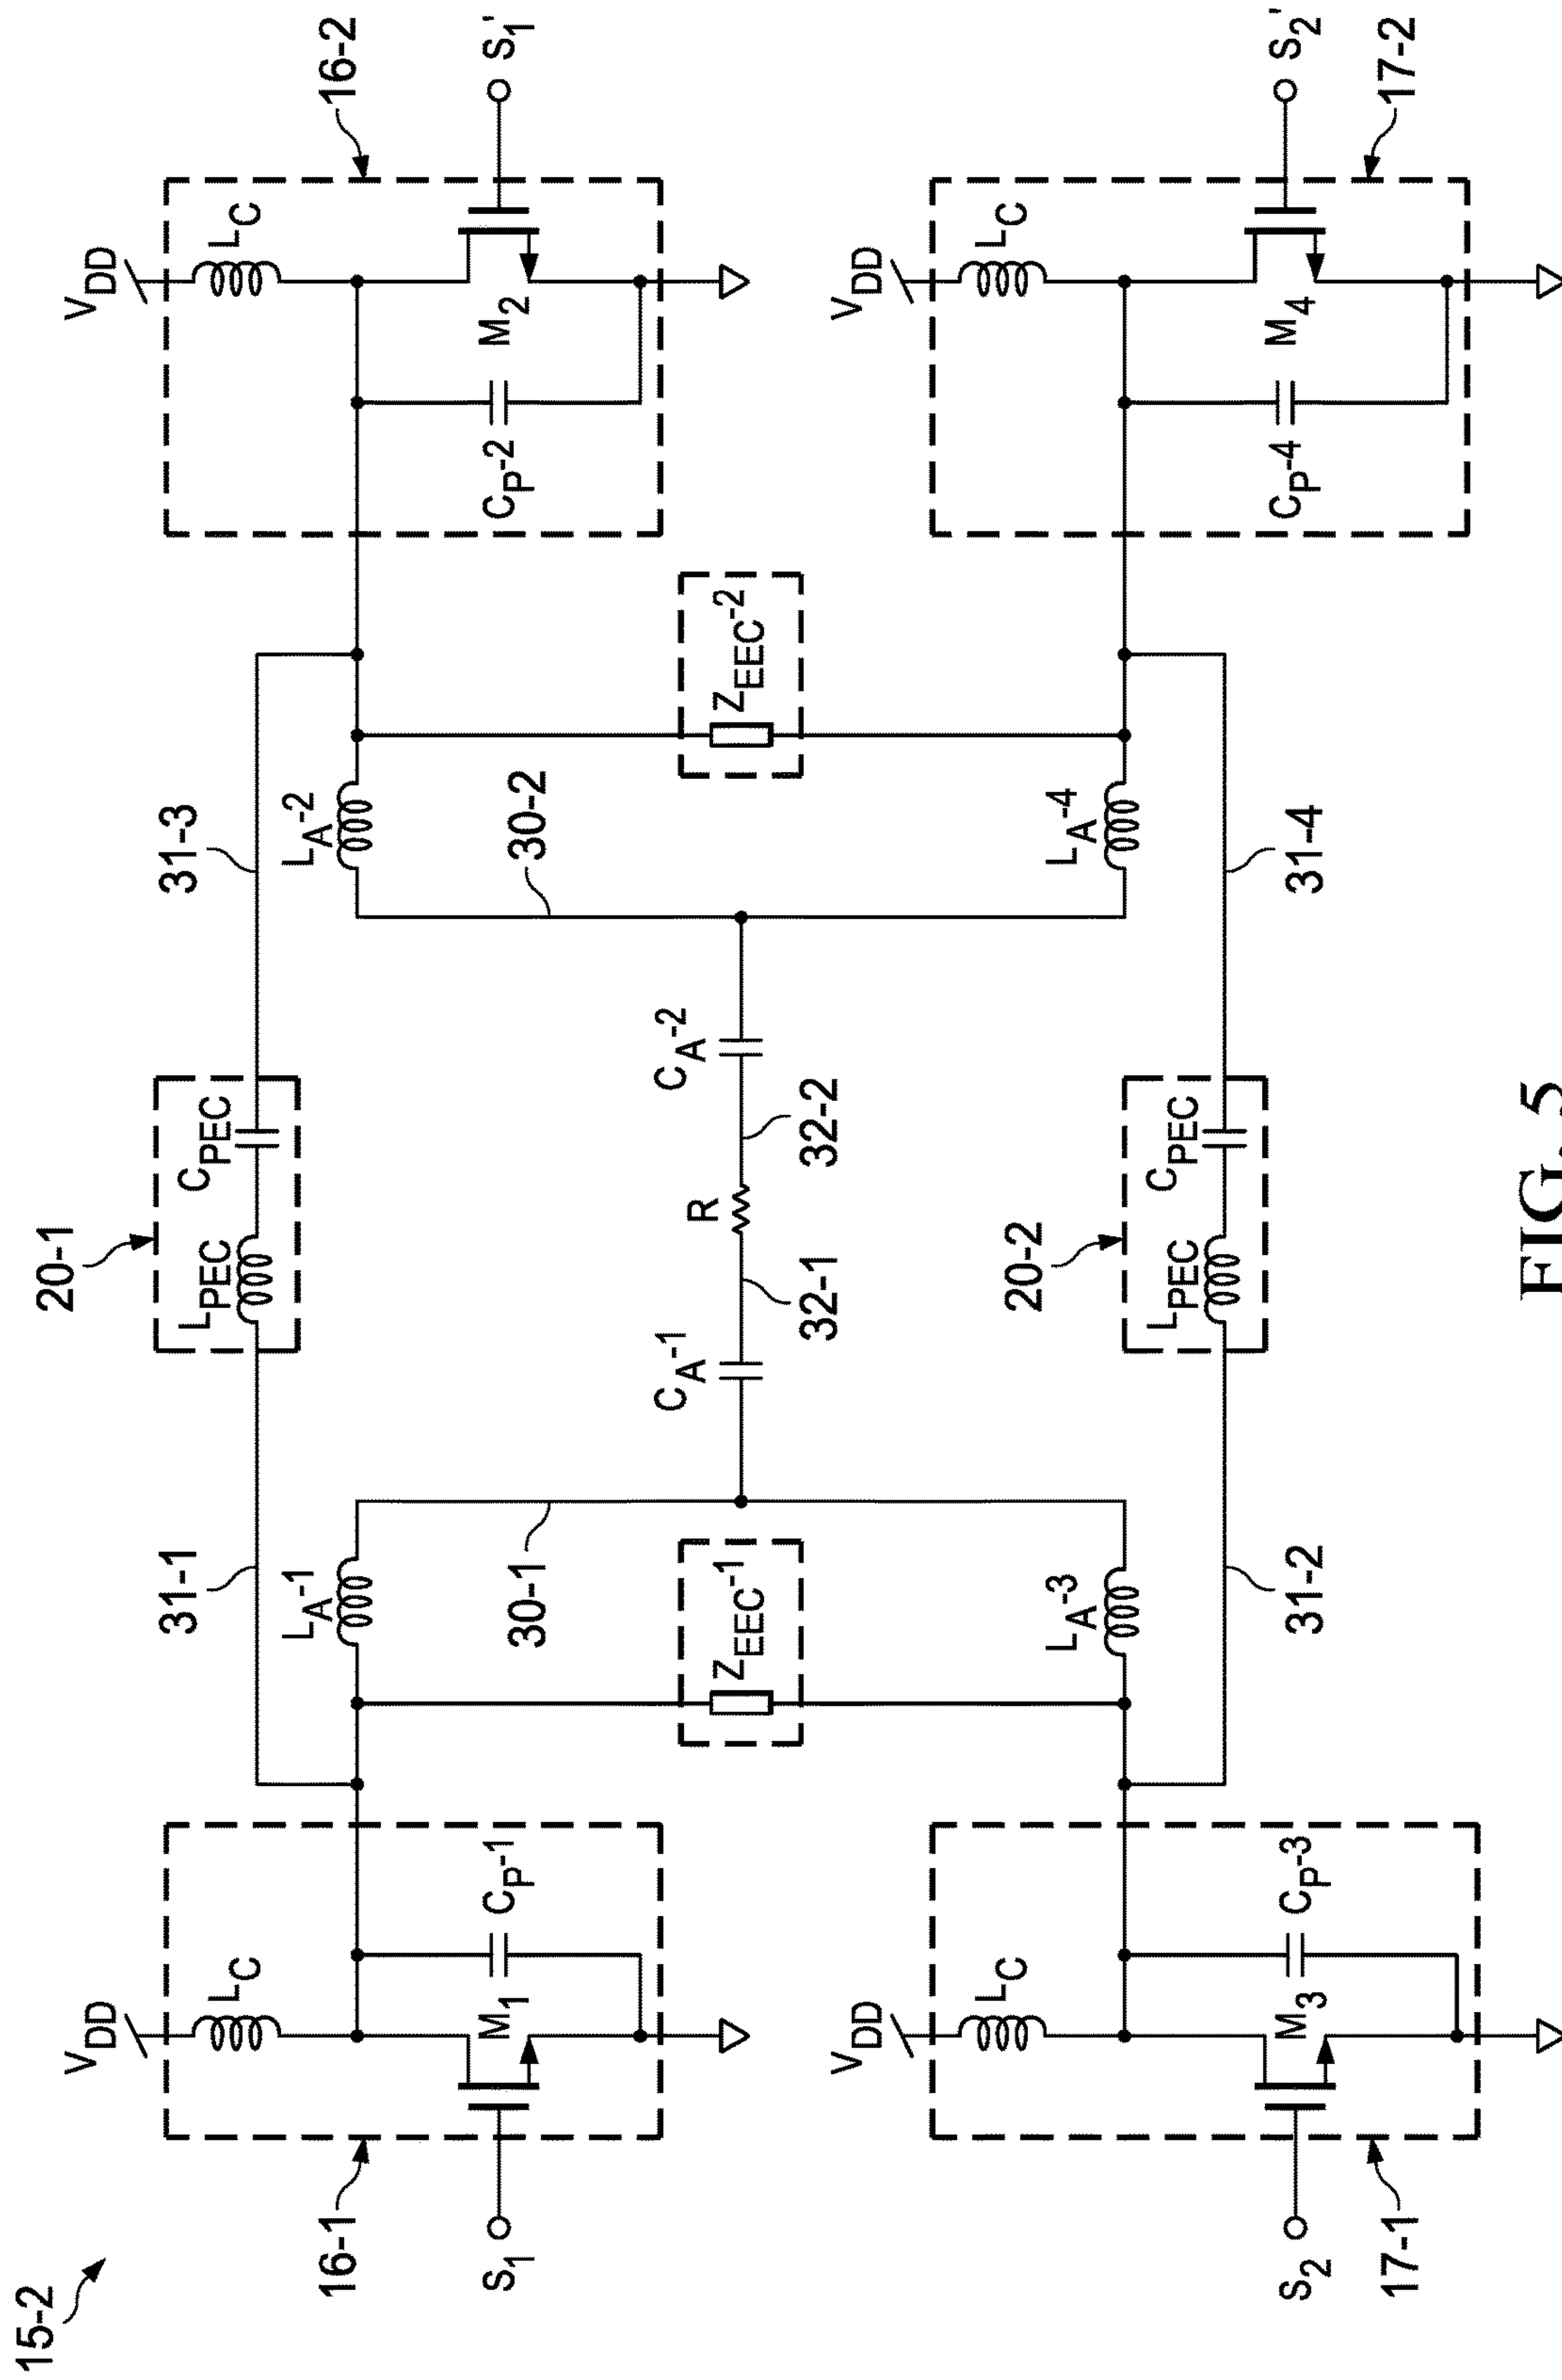 15-2
16-1
V_DD
L_C
M_1
C_P-1
S_1
31-1
L_A-1
30-1
Z_EEC-1
20-1
L_PEC
C_PEC
31-3
L_A-2
30-2
Z_EEC-2
16-2
V_DD
L_C
M_2
C_P-2
S_1'
C_A-1
32-1
R
32-2
C_A-2
17-1
V_DD
L_C
M_3
C_P-3
S_2
31-2
L_A-3
20-2
L_PEC
C_PEC
31-4
L_A-4
17-2
V_DD
L_C
M_4
C_P-4
S_2'
FIG. 5